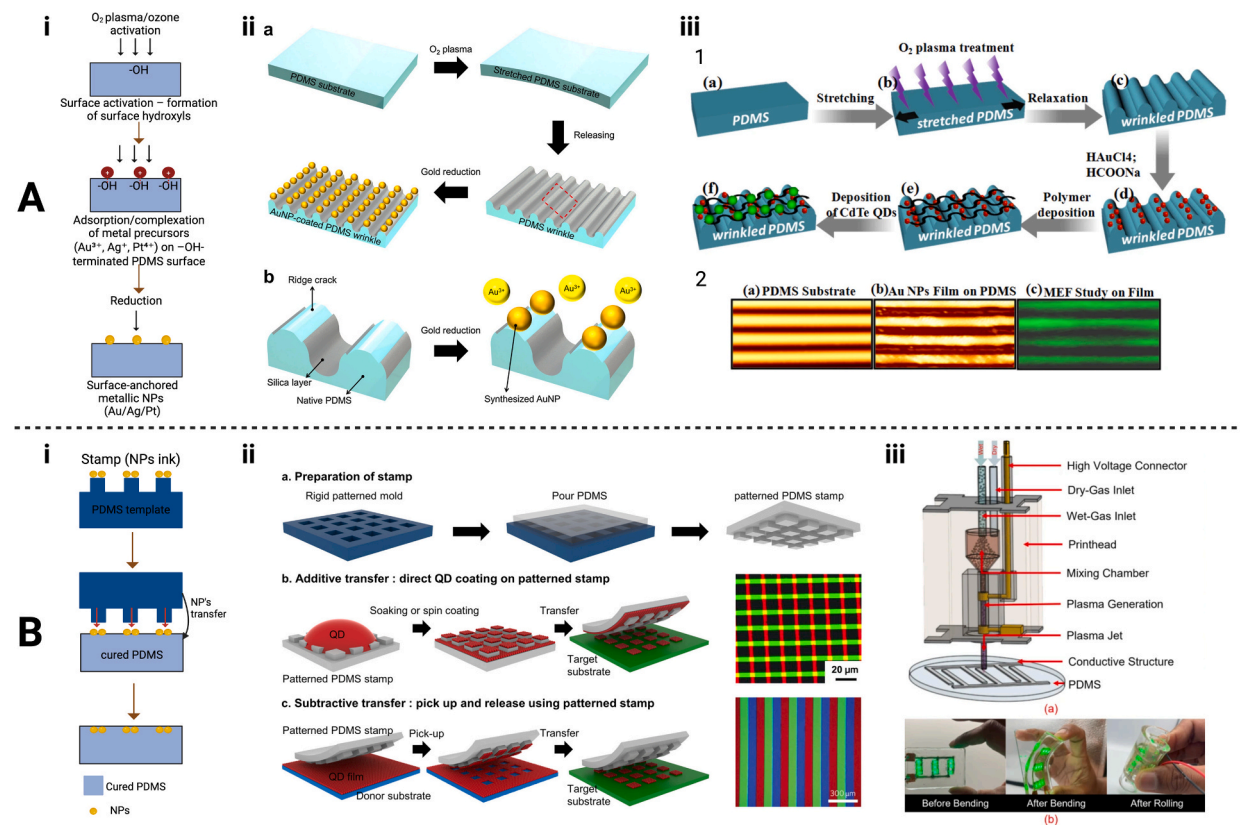 A
i
O₂ plasma/ozone
activation
-OH
Surface activation – formation
of surface hydroxyls
+ + +
-OH -OH -OH
Adsorption/complexation
of metal precursors
(Au³⁺, Ag⁺, Pt⁴⁺) on –OH-
terminated PDMS surface
Reduction
Surface-anchored
metallic NPs
(Au/Ag/Pt)
ii
a
PDMS substrate
O₂ plasma
Stretched PDMS substrate
Releasing
PDMS wrinkle
Gold reduction
AuNP-coated PDMS wrinkle
b
Ridge crack
Silica layer
Native PDMS
Gold reduction
Au³⁺
Au³⁺
Au³⁺
Synthesized AuNP
iii
1
O₂ plasma treatment
(a)
PDMS
Stretching
(b)
stretched PDMS
Relaxation
(c)
wrinkled PDMS
HAuCl4;
HCOONa
(d)
wrinkled PDMS
Polymer
deposition
(e)
wrinkled PDMS
Deposition
of CdTe QDs
(f)
wrinkled PDMS
2
(a) PDMS Substrate
(b)Au NPs Film on PDMS
(c) MEF Study on Film
B
i
Stamp (NPs ink)
PDMS template
NP's
transfer
cured PDMS
Cured PDMS
NPs
ii
a. Preparation of stamp
Rigid patterned mold
Pour PDMS
patterned PDMS stamp
b. Additive transfer : direct QD coating on patterned stamp
Soaking or spin coating
Transfer
QD
Patterned PDMS stamp
Target
substrate
20 µm
c. Subtractive transfer : pick up and release using patterned stamp
Patterned PDMS stamp
Pick-up
Transfer
QD film
Donor substrate
Target
substrate
300 µm
iii
Wet
Dry
High Voltage Connector
Dry-Gas Inlet
Wet-Gas Inlet
Printhead
Mixing Chamber
Plasma Generation
Plasma Jet
Conductive Structure
PDMS
(a)
Before Bending
After Bending
After Rolling
(b)